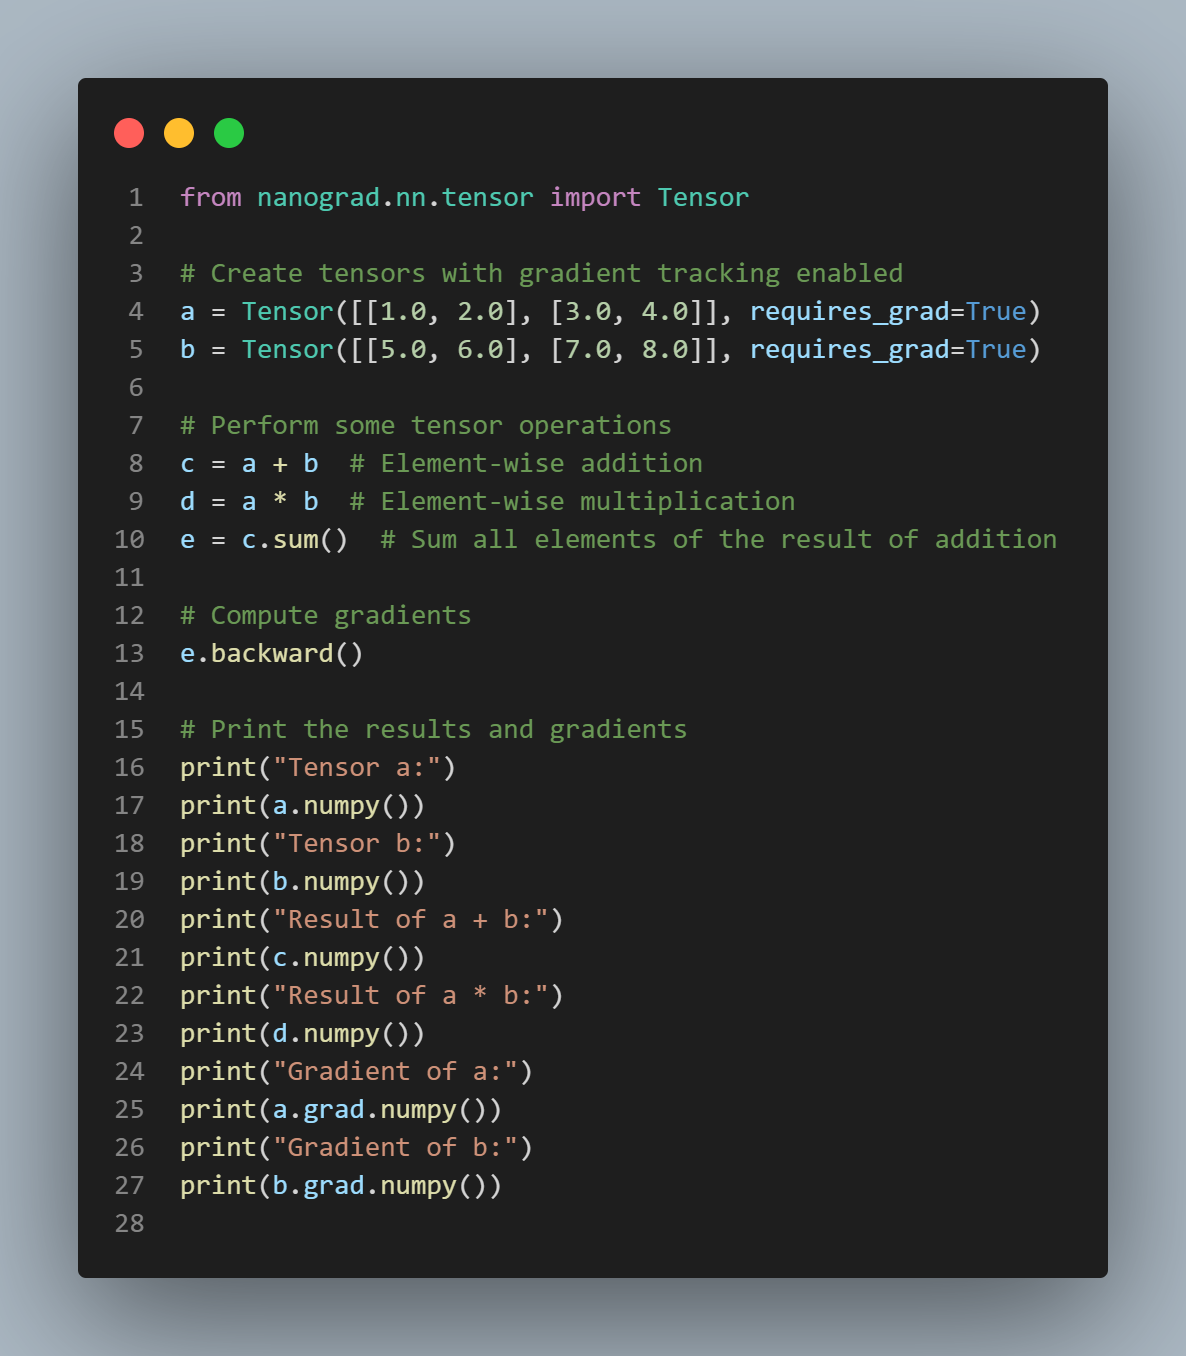 1 from nanograd.nn.tensor import Tensor
2
3 # Create tensors with gradient tracking enabled
4 a = Tensor([[1.0, 2.0], [3.0, 4.0]], requires_grad=True)
5 b = Tensor([[5.0, 6.0], [7.0, 8.0]], requires_grad=True)
6
7 # Perform some tensor operations
8 c = a + b  # Element-wise addition
9 d = a * b  # Element-wise multiplication
10 e = c.sum()  # Sum all elements of the result of addition
11
12 # Compute gradients
13 e.backward()
14
15 # Print the results and gradients
16 print("Tensor a:")
17 print(a.numpy())
18 print("Tensor b:")
19 print(b.numpy())
20 print("Result of a + b:")
21 print(c.numpy())
22 print("Result of a * b:")
23 print(d.numpy())
24 print("Gradient of a:")
25 print(a.grad.numpy())
26 print("Gradient of b:")
27 print(b.grad.numpy())
28